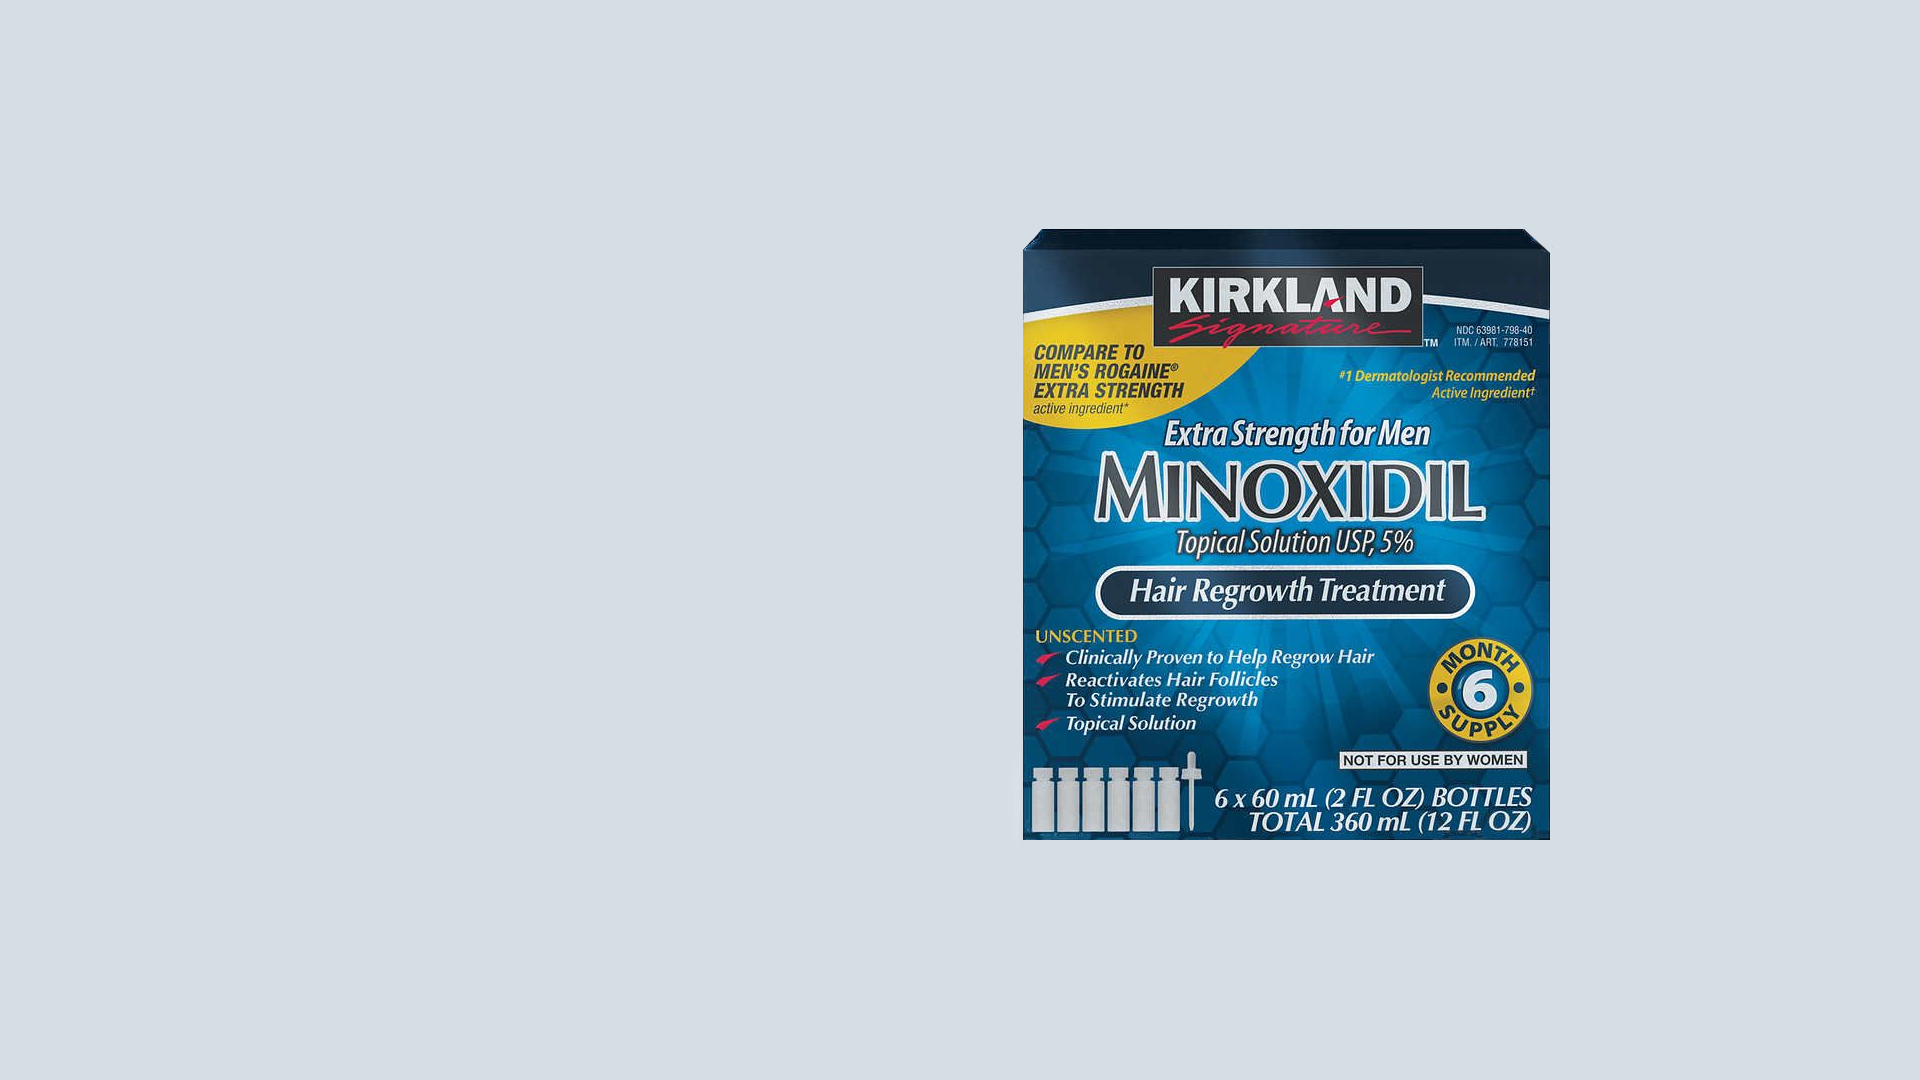 KIRKLAND
Signature™
NDC 63981-798-40
ITM. / ART. 778151
COMPARE TO
MEN'S ROGAINE®
EXTRA STRENGTH
active ingredient*
#1 Dermatologist Recommended
Active Ingredient†
Extra Strength for Men
MINOXIDIL
Topical Solution USP, 5%
Hair Regrowth Treatment
UNSCENTED
Clinically Proven to Help Regrow Hair
Reactivates Hair Follicles
To Stimulate Regrowth
Topical Solution
MONTH
6
SUPPLY
NOT FOR USE BY WOMEN
6 x 60 mL (2 FL OZ) BOTTLES
TOTAL 360 mL (12 FL OZ)